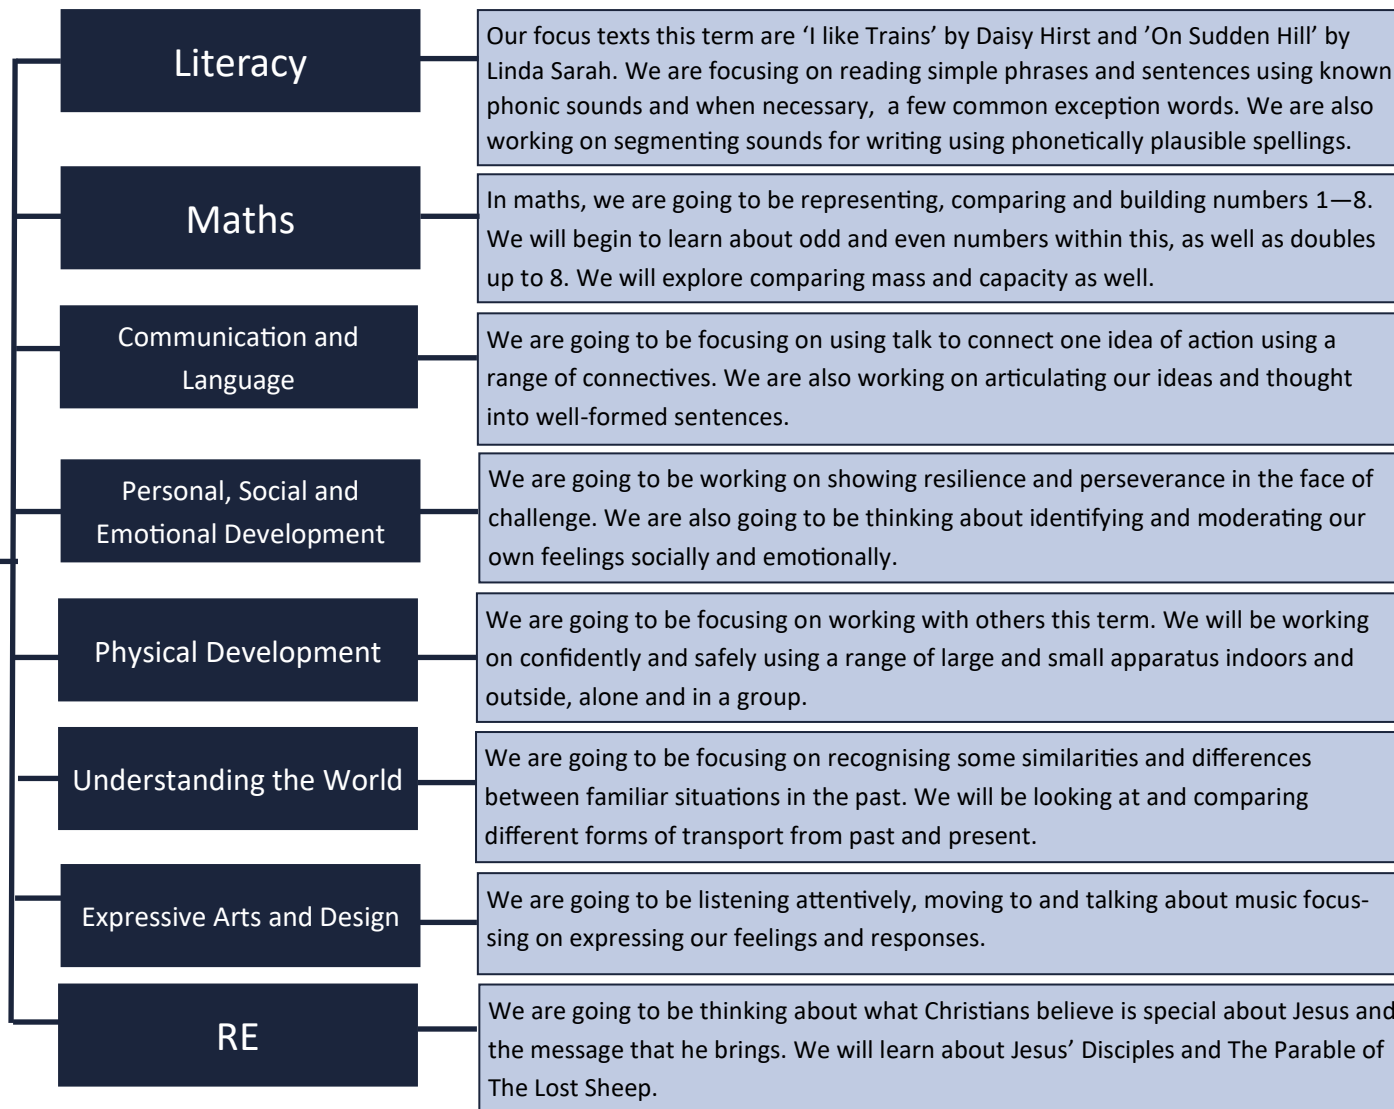 Literacy
Our focus texts this term are ‘I like Trains’ by Daisy Hirst and ’On Sudden Hill’ by
Linda Sarah. We are focusing on reading simple phrases and sentences using known
phonic sounds and when necessary,  a few common exception words. We are also
working on segmenting sounds for writing using phonetically plausible spellings.
Maths
In maths, we are going to be representing, comparing and building numbers 1—8.
We will begin to learn about odd and even numbers within this, as well as doubles
up to 8. We will explore comparing mass and capacity as well.
Communication and
Language
We are going to be focusing on using talk to connect one idea of action using a
range of connectives. We are also working on articulating our ideas and thought
into well-formed sentences.
Personal, Social and
Emotional Development
We are going to be working on showing resilience and perseverance in the face of
challenge. We are also going to be thinking about identifying and moderating our
own feelings socially and emotionally.
Physical Development
We are going to be focusing on working with others this term. We will be working
on confidently and safely using a range of large and small apparatus indoors and
outside, alone and in a group.
Understanding the World
We are going to be focusing on recognising some similarities and differences
between familiar situations in the past. We will be looking at and comparing
different forms of transport from past and present.
Expressive Arts and Design
We are going to be listening attentively, moving to and talking about music focus-
sing on expressing our feelings and responses.
RE
We are going to be thinking about what Christians believe is special about Jesus and
the message that he brings. We will learn about Jesus’ Disciples and The Parable of
The Lost Sheep.